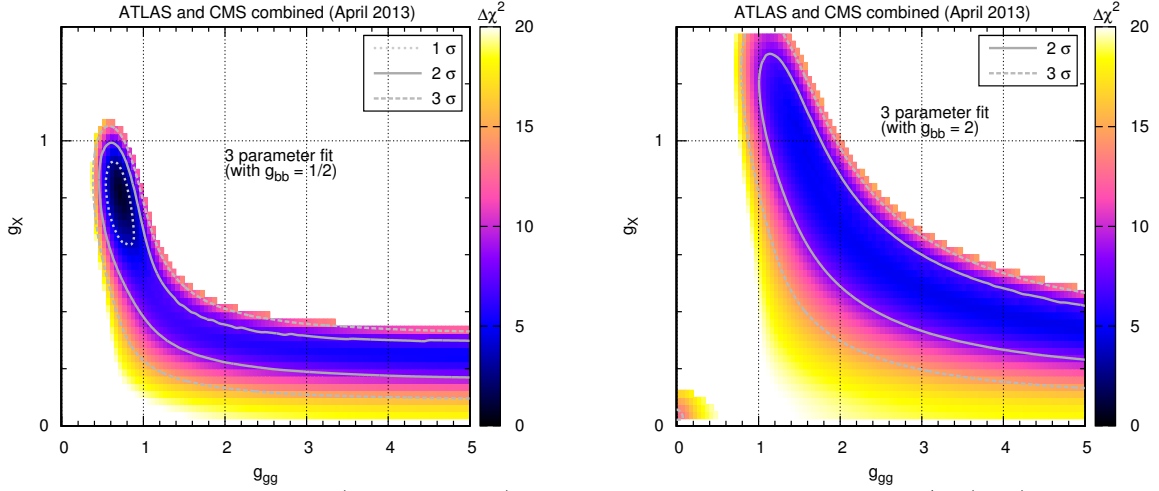 ATLAS and CMS combined (April 2013)
Δχ²
1 σ
2 σ
3 σ
3 parameter fit
(with g_bb = 1/2)
g_X
1
0
0 1 2 3 4 5
g_gg
20
15
10
5
0
ATLAS and CMS combined (April 2013)
Δχ²
2 σ
3 σ
3 parameter fit
(with g_bb = 2)
g_X
1
0
0 1 2 3 4 5
g_gg
20
15
10
5
0